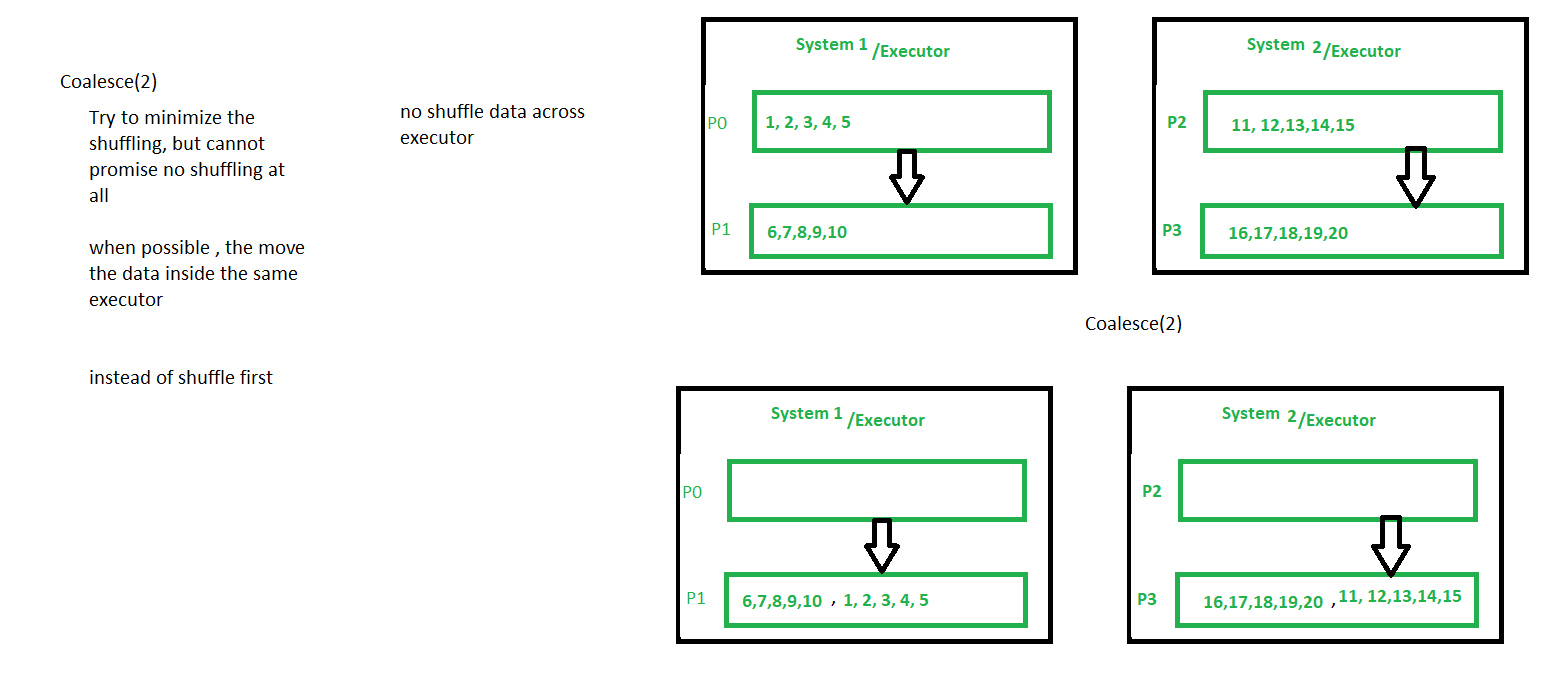 Coalesce(2)
Try to minimize the
shuffling, but cannot
promise no shuffling at
all
when possible , the move
the data inside the same
executor
instead of shuffle first
no shuffle data across
executor
System 1 /Executor
P0
1, 2, 3, 4, 5
P1
6,7,8,9,10
System 2/Executor
P2
11, 12,13,14,15
P3
16,17,18,19,20
Coalesce(2)
System 1 /Executor
P0
P1
6,7,8,9,10 , 1, 2, 3, 4, 5
System 2/Executor
P2
P3
16,17,18,19,20 ,11, 12,13,14,15